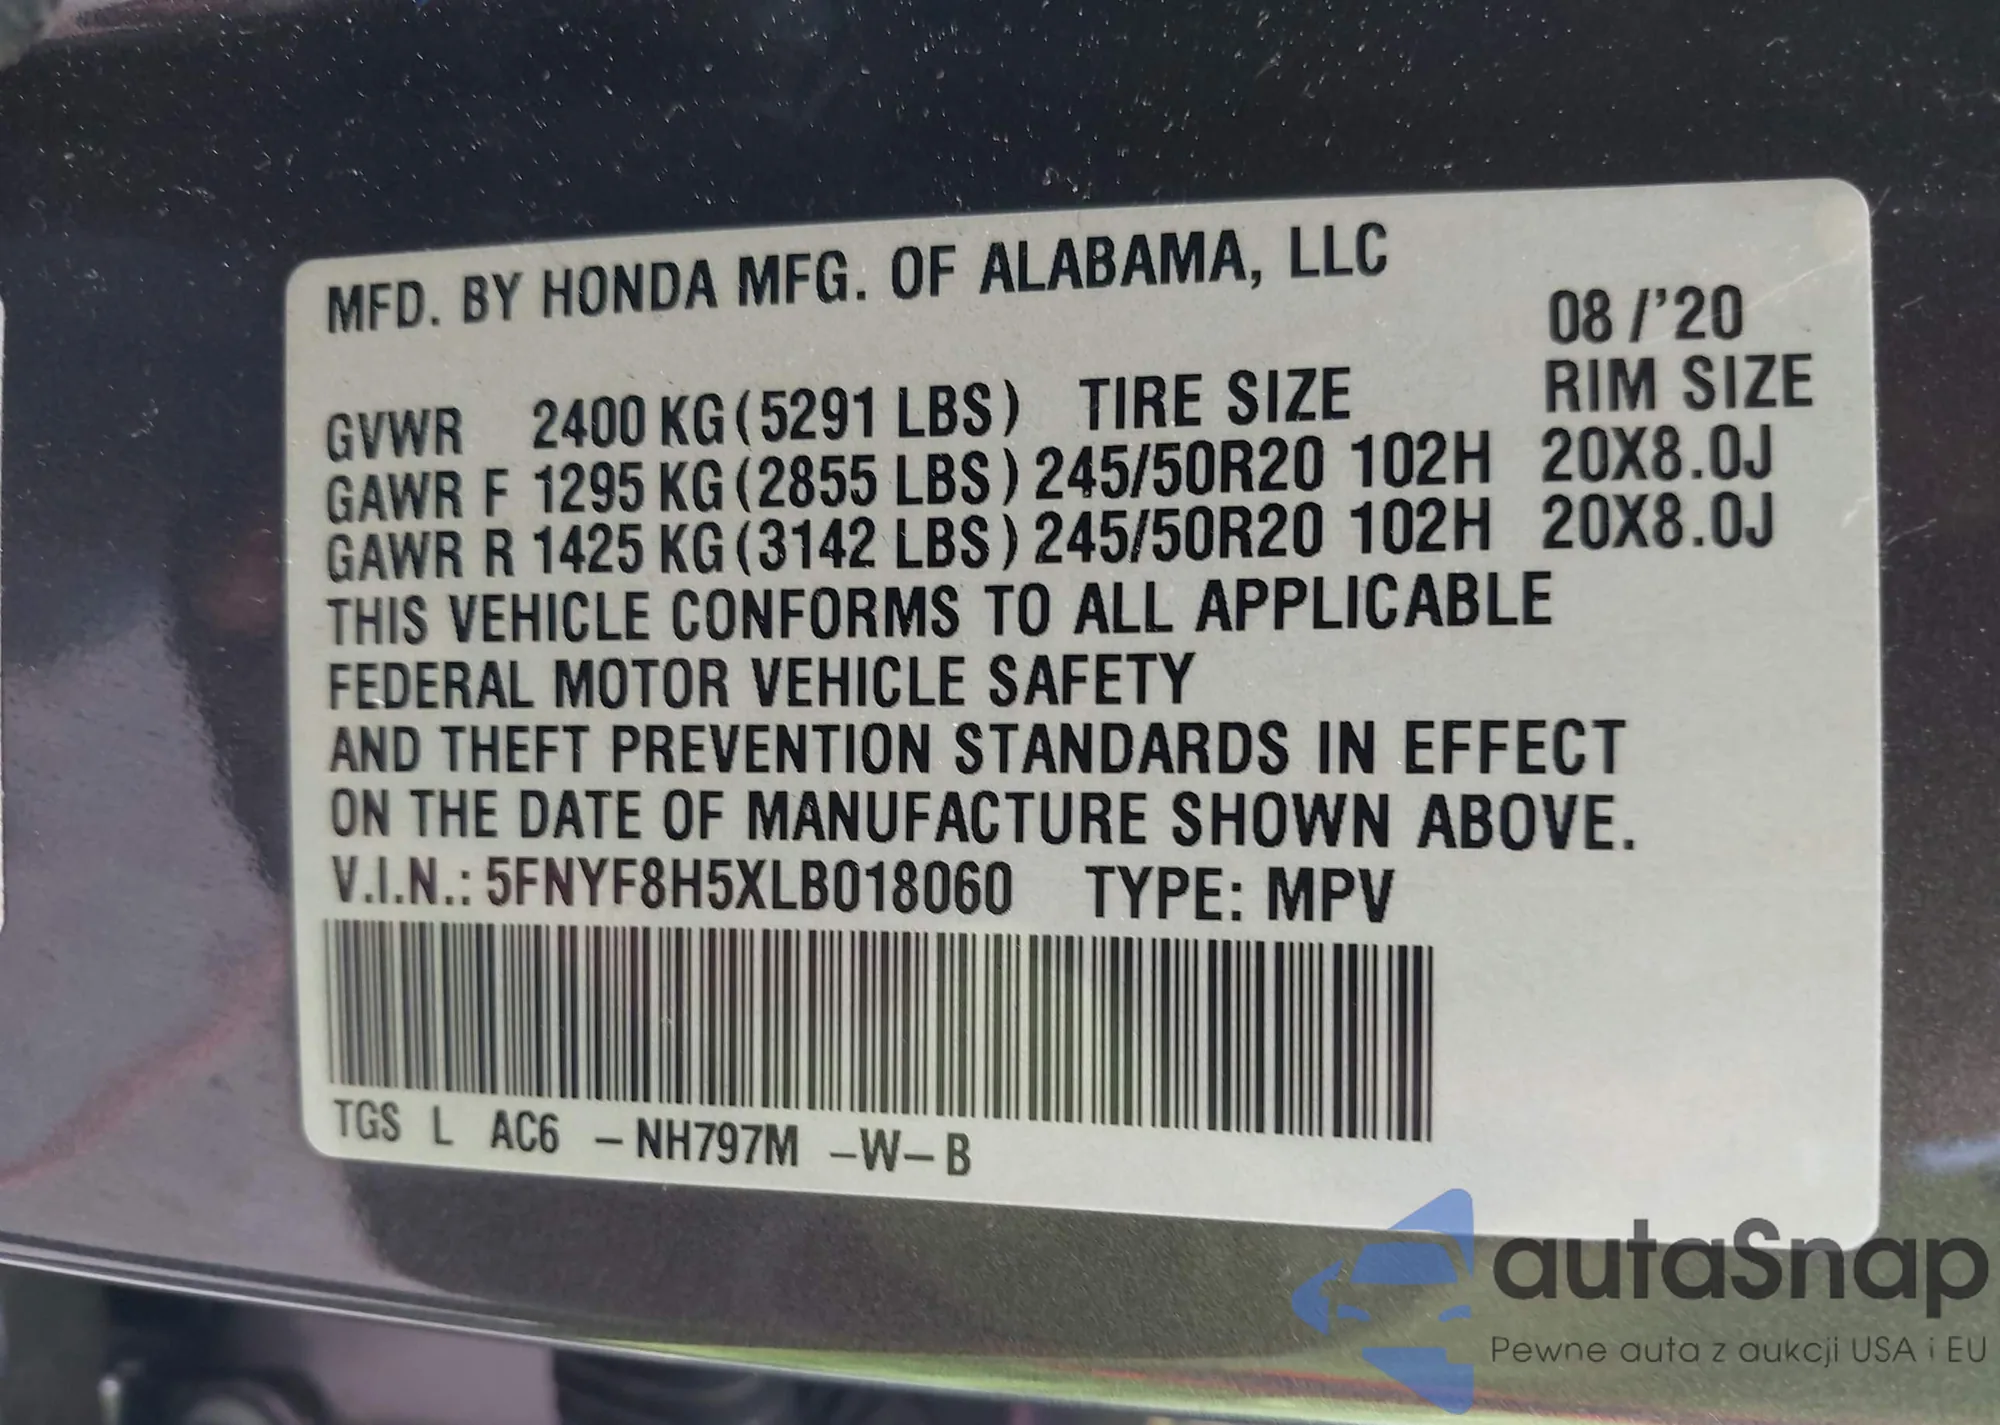 MFD. BY HONDA MFG. OF ALABAMA, LLC
08 /'20
GVWR 2400 KG (5291 LBS) TIRE SIZE RIM SIZE
GAWR F 1295 KG (2855 LBS) 245/50R20 102H 20X8.0J
GAWR R 1425 KG (3142 LBS) 245/50R20 102H 20X8.0J
THIS VEHICLE CONFORMS TO ALL APPLICABLE
FEDERAL MOTOR VEHICLE SAFETY
AND THEFT PREVENTION STANDARDS IN EFFECT
ON THE DATE OF MANUFACTURE SHOWN ABOVE.
V.I.N.: 5FNYF8H5XLB018060 TYPE: MPV
TGS L AC6 –NH797M –W–B
autaSnap
Pewne auta z aukcji USA i EU